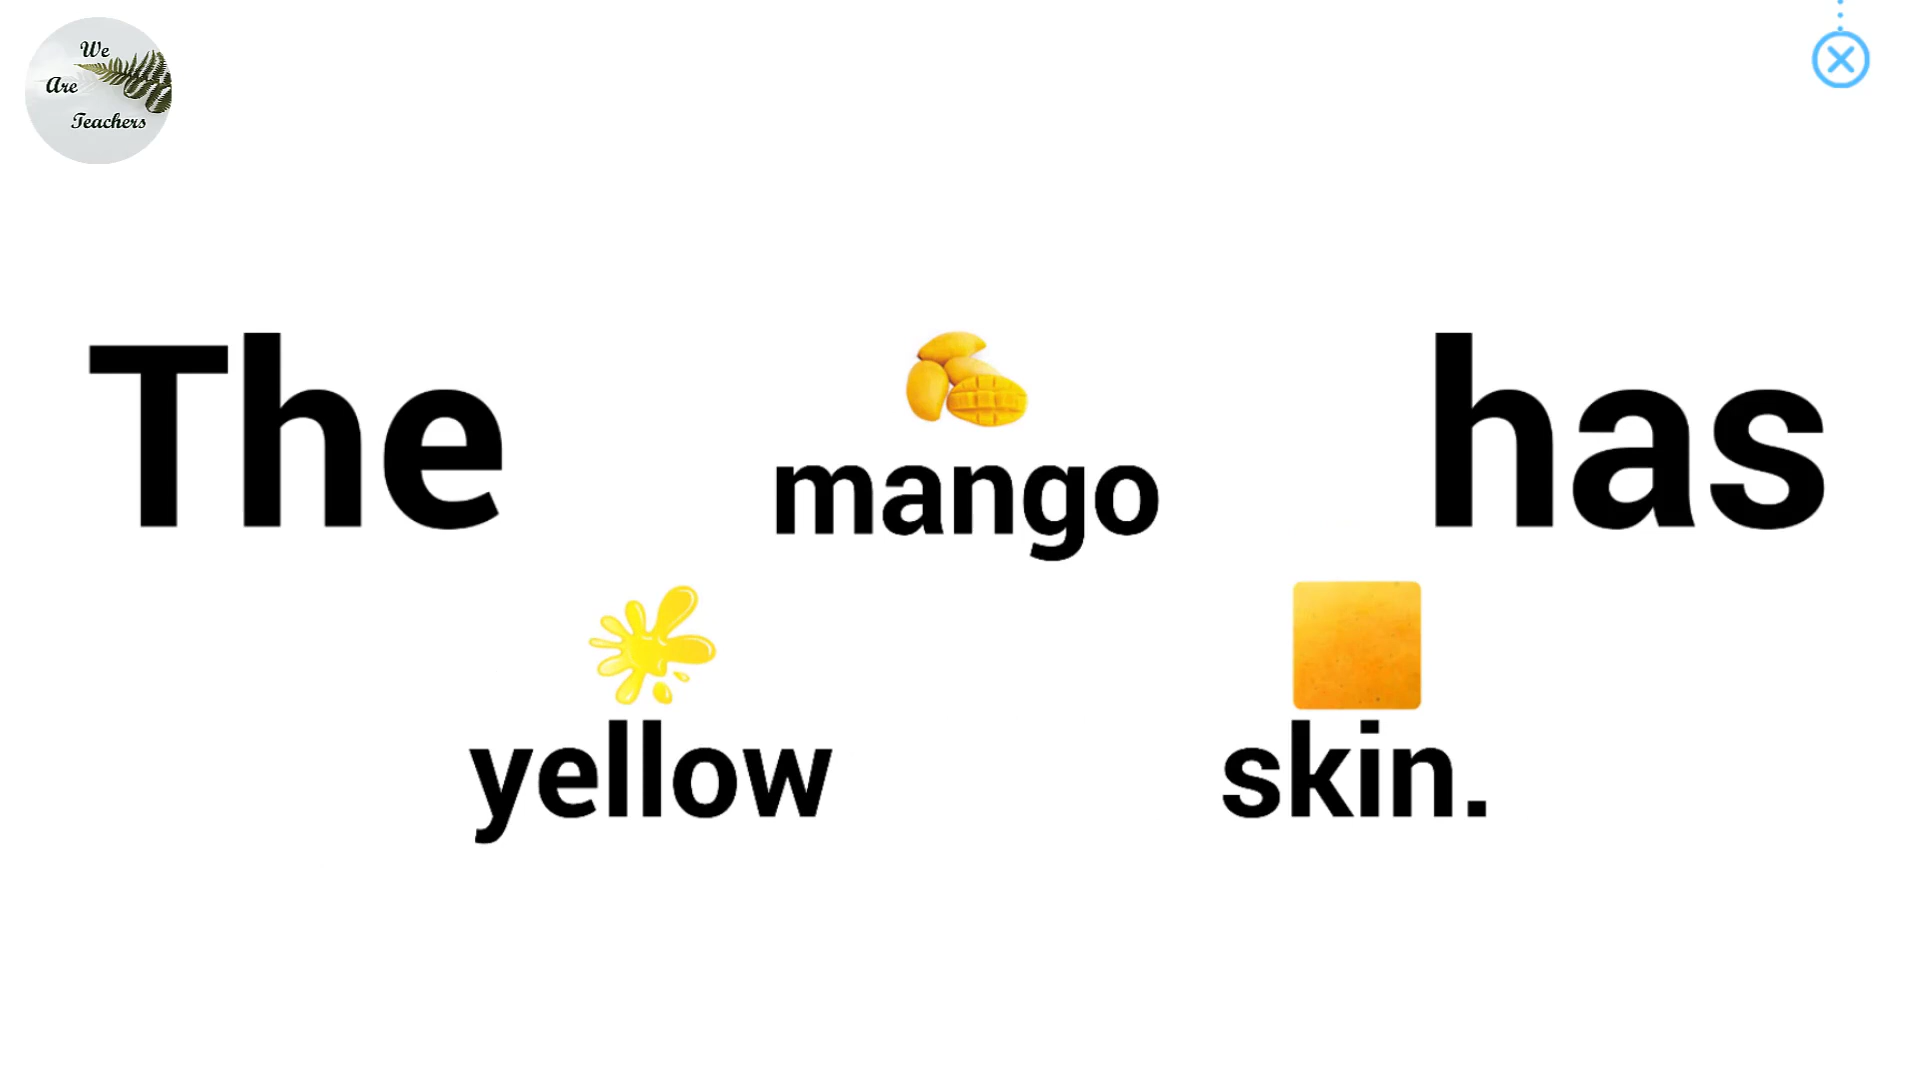 We
Are
Teachers
The mango has
yellow skin.